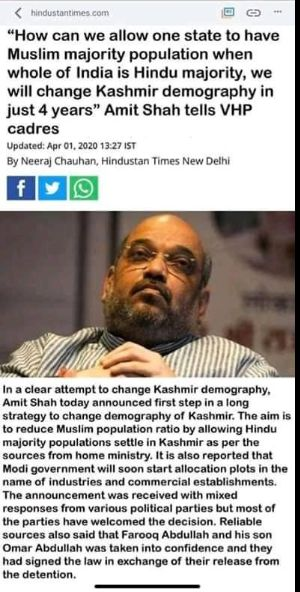 hindustantimes.com
“How can we allow one state to have
Muslim majority population when
whole of India is Hindu majority, we
will change Kashmir demography in
just 4 years” Amit Shah tells VHP
cadres
Updated: Apr 01, 2020 13:27 IST
By Neeraj Chauhan, Hindustan Times New Delhi
In a clear attempt to change Kashmir demography,
Amit Shah today announced first step in a long
strategy to change demography of Kashmir. The aim is
to reduce Muslim population ratio by allowing Hindu
majority populations settle in Kashmir as per the
sources from home ministry. It is also reported that
Modi government will soon start allocation plots in the
name of industries and commercial establishments.
The announcement was received with mixed
responses from various political parties but most of
the parties have welcomed the decision. Reliable
sources also said that Farooq Abdullah and his son
Omar Abdullah was taken into confidence and they
had signed the law in exchange of their release from
the detention.